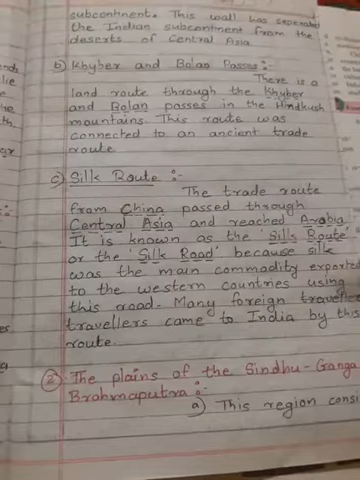 subcontinent. This wall has seperated
the Indian subcontinent from the
deserts of Central Asia.
b) Khyber and Bolan Passes :-
There is a
land route through the Khyber
and Bolan passes in the Hindkush
mountains. This route was
connected to an ancient trade
route.
c) Silk Route :-
The trade route
from China passed through
Central Asia and reached Arabia.
It is known as the 'Silk Route'
or the 'Silk Road' because silk
was the main commodity exported
to the western countries using
this road. Many foreign traveller
travellers came to India by this
route.
2) The plains of the Sindhu-Ganga
Brahmaputra :-
a) This region consi